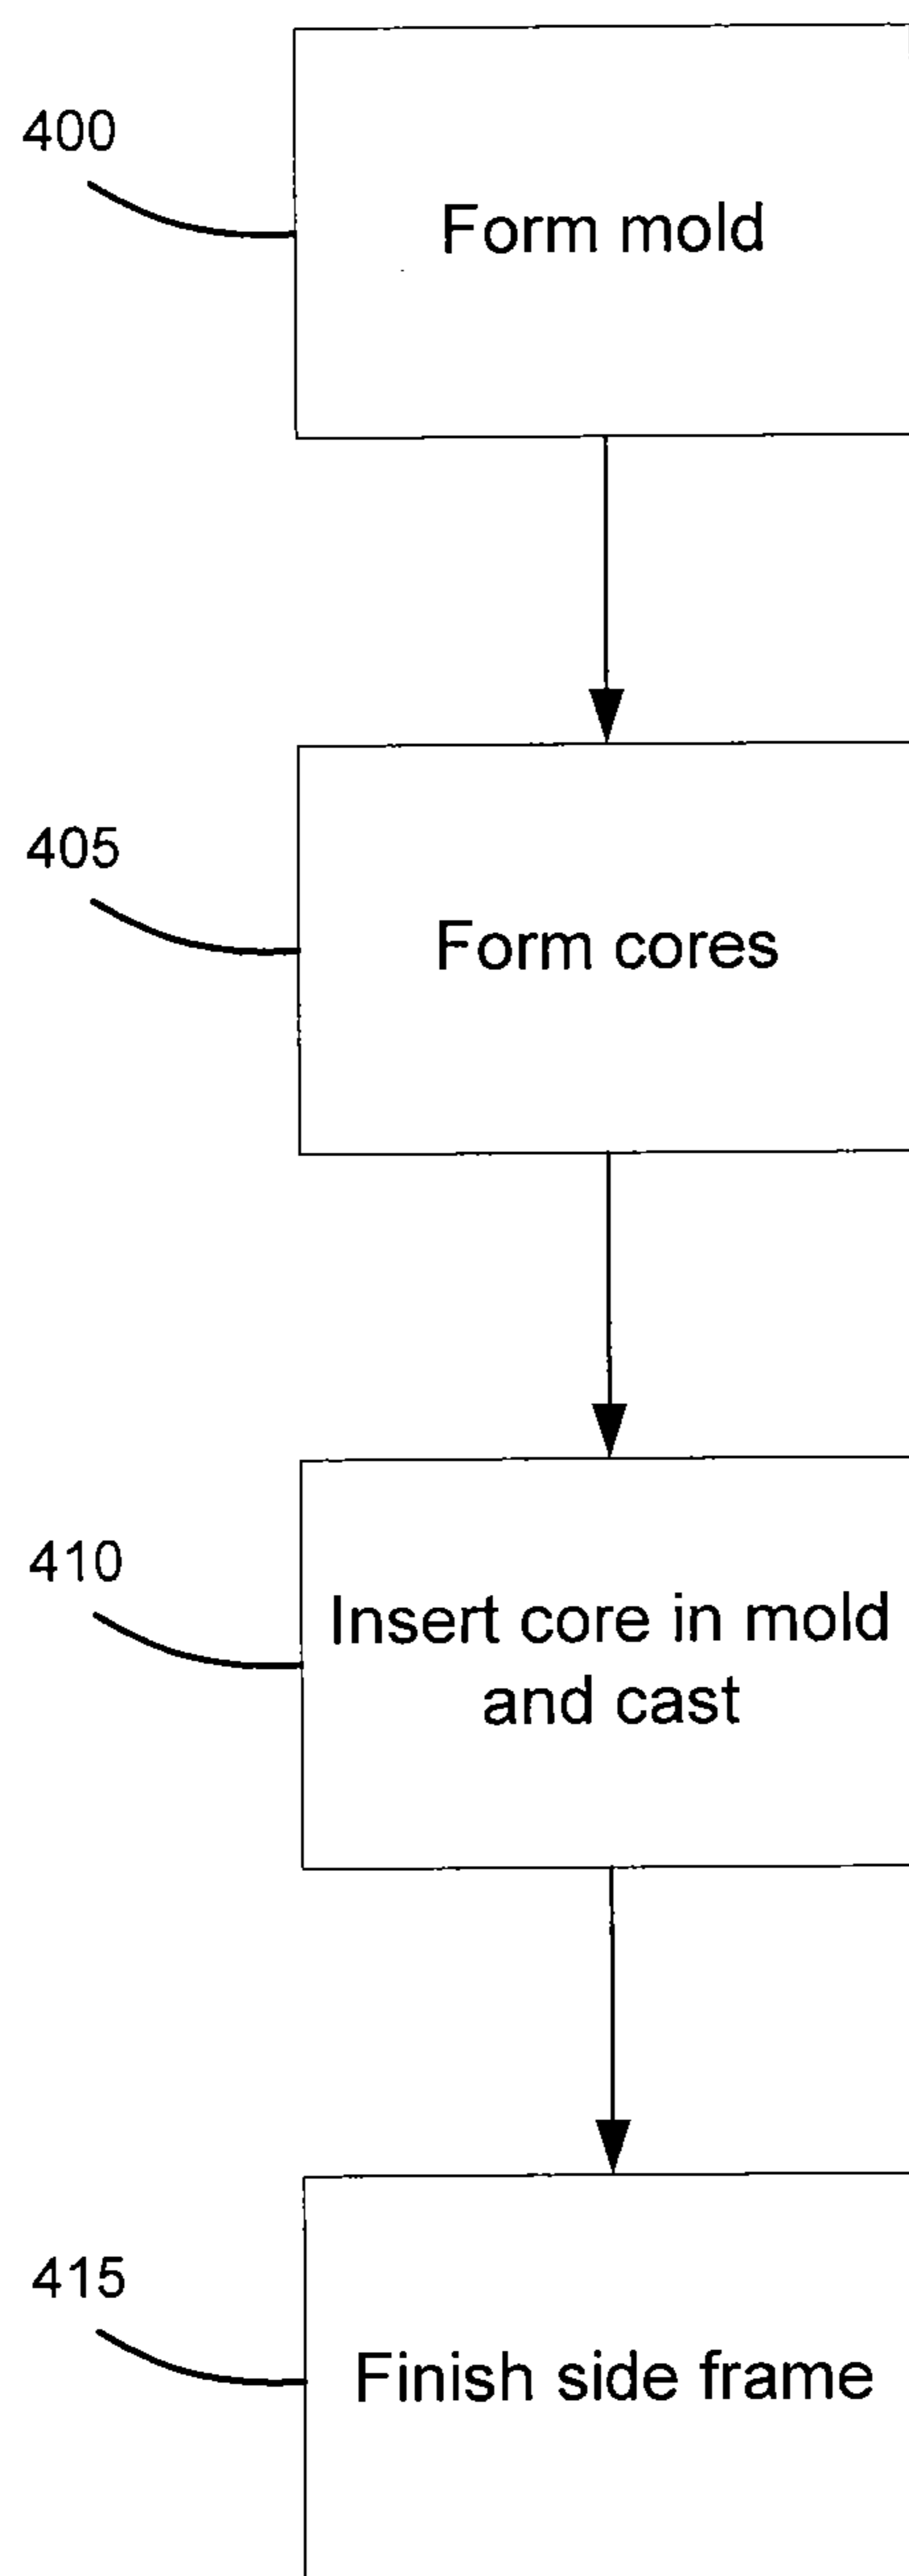 400
Form mold
405
Form cores
410
Insert core in mold
and cast
415
Finish side frame